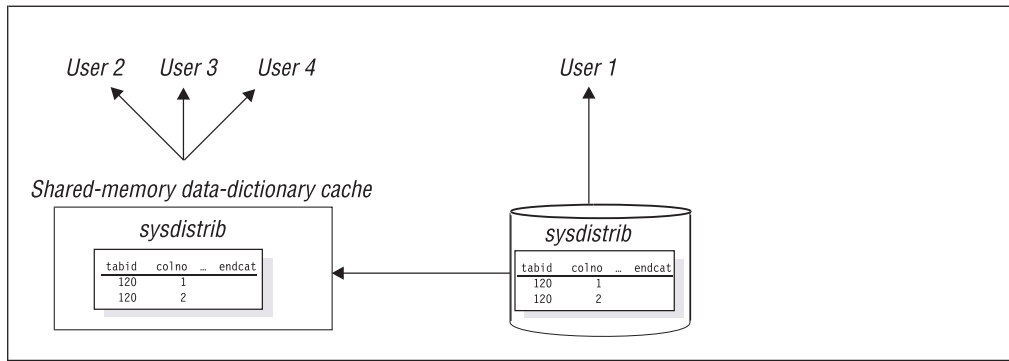 User 2 User 3 User 4 User 1
Shared-memory data-dictionary cache
sysdistrib
tabid colno … endcat
120 1
120 2
sysdistrib
tabid colno … endcat
120 1
120 2